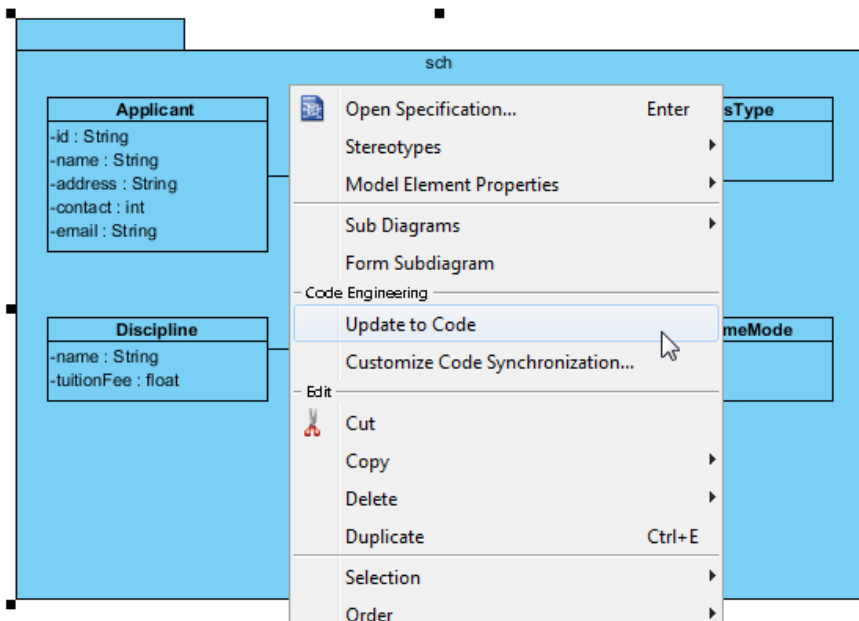 sch
Applicant
-id : String
-name : String
-address : String
-contact : int
-email : String
Discipline
-name : String
-tuitionFee : float
Open Specification... Enter
Stereotypes
Model Element Properties
Sub Diagrams
Form Subdiagram
Code Engineering
Update to Code
Customize Code Synchronization...
Edit
Cut
Copy
Delete
Duplicate Ctrl+E
Selection
Order
sType
meMode